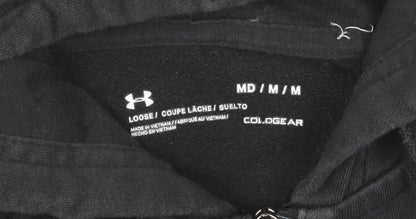 MD / M / M
LOOSE / COUPE LÂCHE / SUELTO
MADE IN VIETNAM / FABRIQUÉ AU VIETNAM /
HECHO EN VIETNAM
COLDGEAR